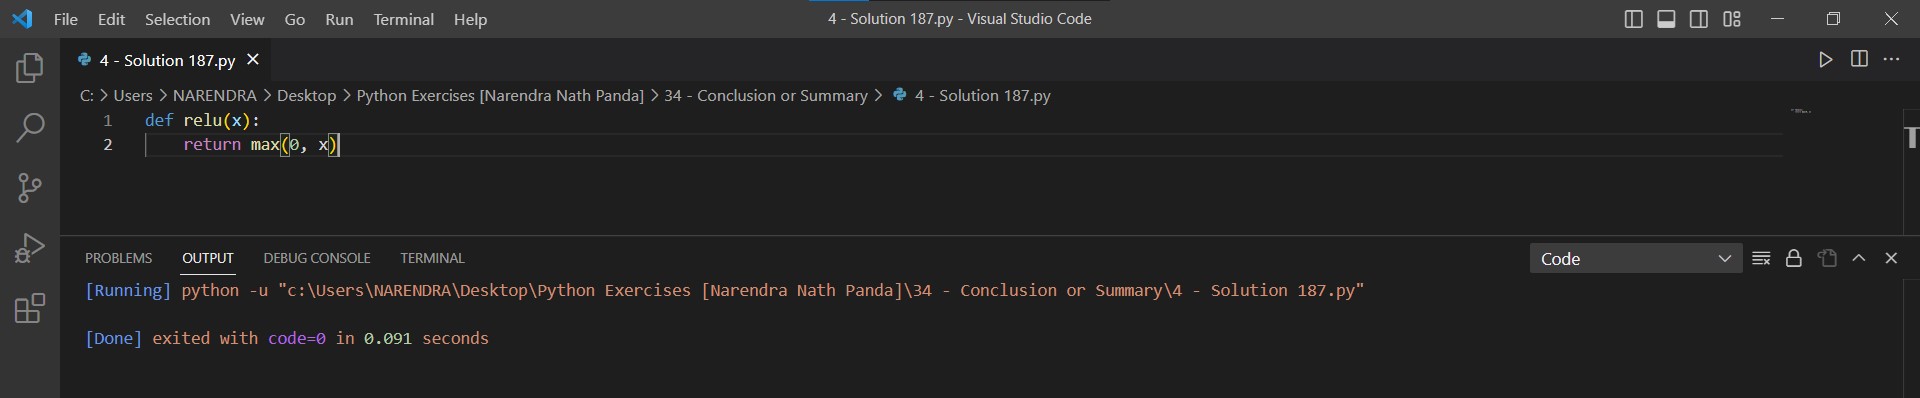 File Edit Selection View Go Run Terminal Help
4 - Solution 187.py - Visual Studio Code
4 - Solution 187.py
C: > Users > NARENDRA > Desktop > Python Exercises [Narendra Nath Panda] > 34 - Conclusion or Summary > 4 - Solution 187.py
1 def relu(x):
2 return max(0, x)
PROBLEMS OUTPUT DEBUG CONSOLE TERMINAL
Code
[Running] python -u "c:\Users\NARENDRA\Desktop\Python Exercises [Narendra Nath Panda]\34 - Conclusion or Summary\4 - Solution 187.py"
[Done] exited with code=0 in 0.091 seconds